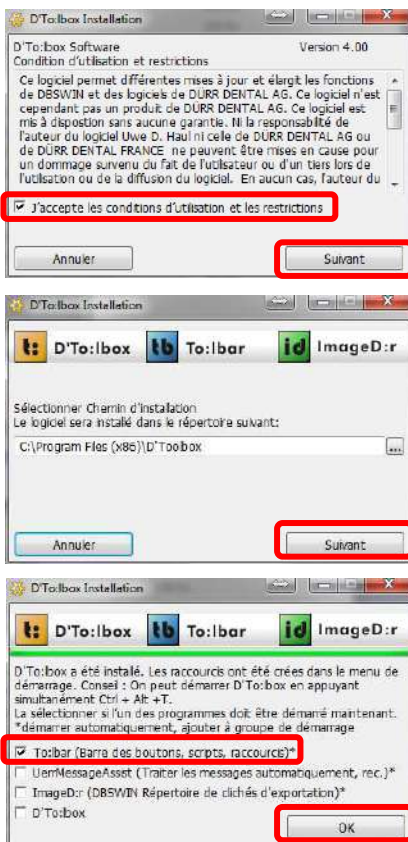 D'To:lbox Installation
D'To:lbox Software Version 4.00
Condition d'utilisation et restrictions
Ce logiciel permet différentes mises à jour et élargit les fonctions
de DBSWIN et des logiciels de DÜRR DENTAL AG. Ce logiciel n'est
cependant pas un produit de DÜRR DENTAL AG. Ce logiciel est
mis à dispostion sans aucune garantie. Ni la responsabilité de
l'auteur du logiciel Uwe D. Haul ni celle de DÜRR DENTAL AG ou
de DÜRR DENTAL FRANCE ne peuvent être mises en cause pour
un dommage survenu du fait de l'utilsateur ou d'un tiers lors de
l'utilsation ou de la diffusion du logiciel. En aucun cas, l'auteur du
J'accepte les conditions d'utilisation et les restrictions
Annuler Suivant
D'To:lbox Installation
t: D'To:lbox tb To:lbar id ImageD:r
Sélectionner Chemin d'installation
Le logiciel sera installé dans le répertoire suivant:
C:\Program Files (x86)\D'Toolbox ...
Annuler Suivant
D'To:lbox Installation
t: D'To:lbox tb To:lbar id ImageD:r
D'To:lbox a été installé. Les raccourcis ont été crées dans le menu de
démarrage. Conseil : On peut démarrer D'To:lbox en appuyant
simultanément Ctrl + Alt +T.
La sélectionner si l'un des programmes doit être démarré maintenant.
*démarrer automatiquement, ajouter à groupe de démarrage
To:lbar (Barre des boutons, scripts, raccourcis)*
UemMessageAssist (Traiter les messages automatiquement, rec.)*
ImageD:r (DBSWIN Répertoire de clichés d'exportation)*
D'To:lbox
OK